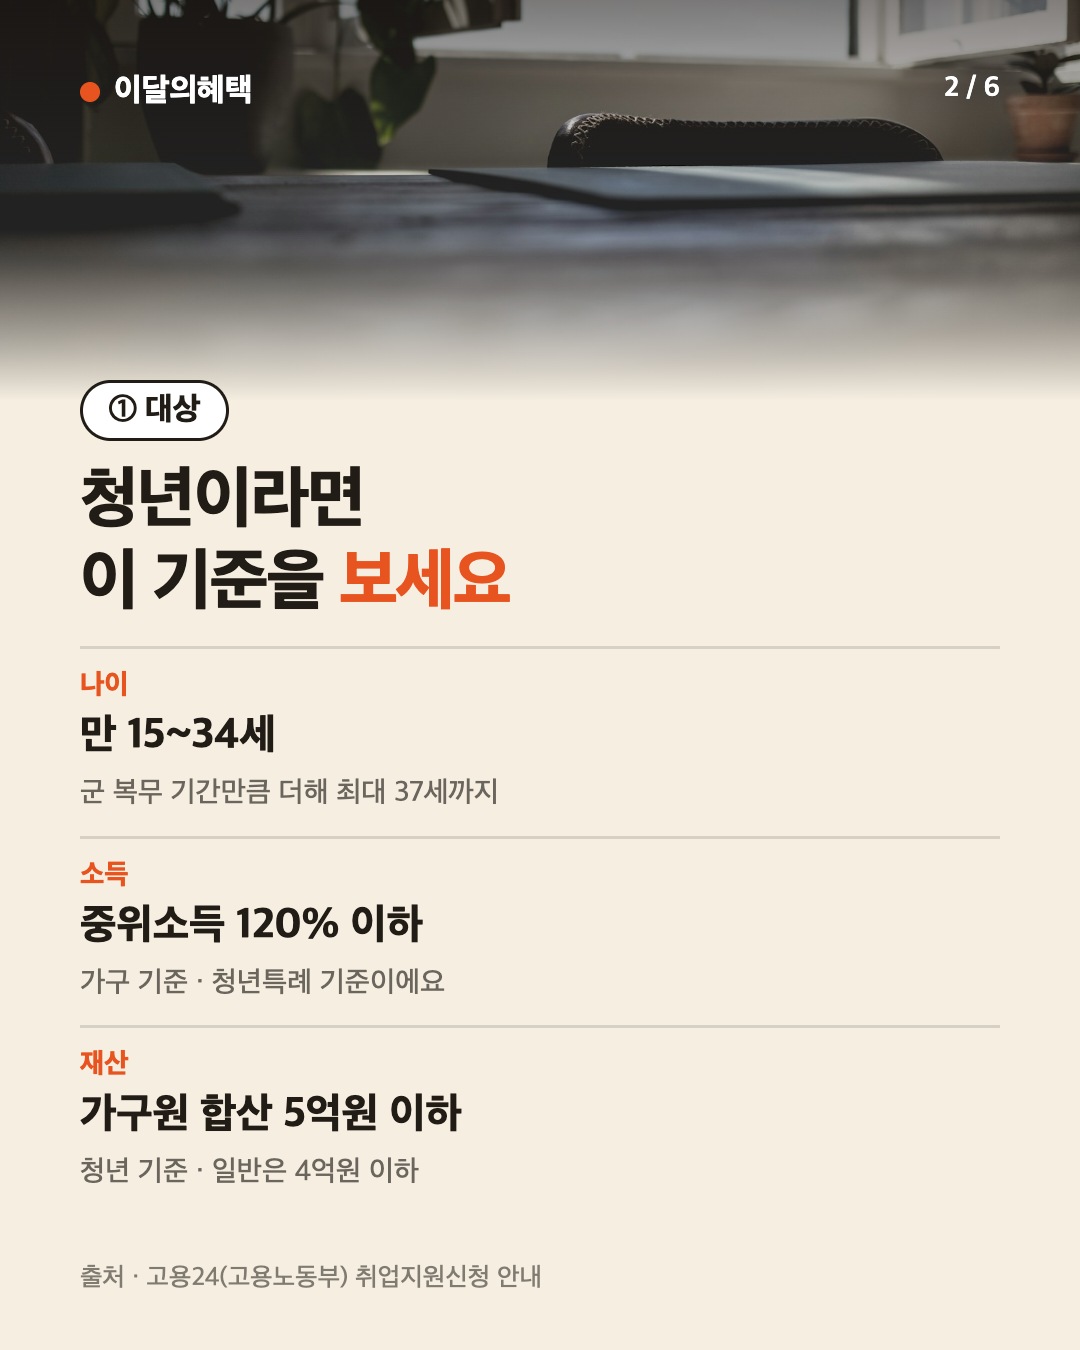 이달의혜택
2 / 6
① 대상
청년이라면
이 기준을 보세요
나이
만 15~34세
군 복무 기간만큼 더해 최대 37세까지
소득
중위소득 120% 이하
가구 기준 · 청년특례 기준이에요
재산
가구원 합산 5억원 이하
청년 기준 · 일반은 4억원 이하
출처 · 고용24(고용노동부) 취업지원신청 안내